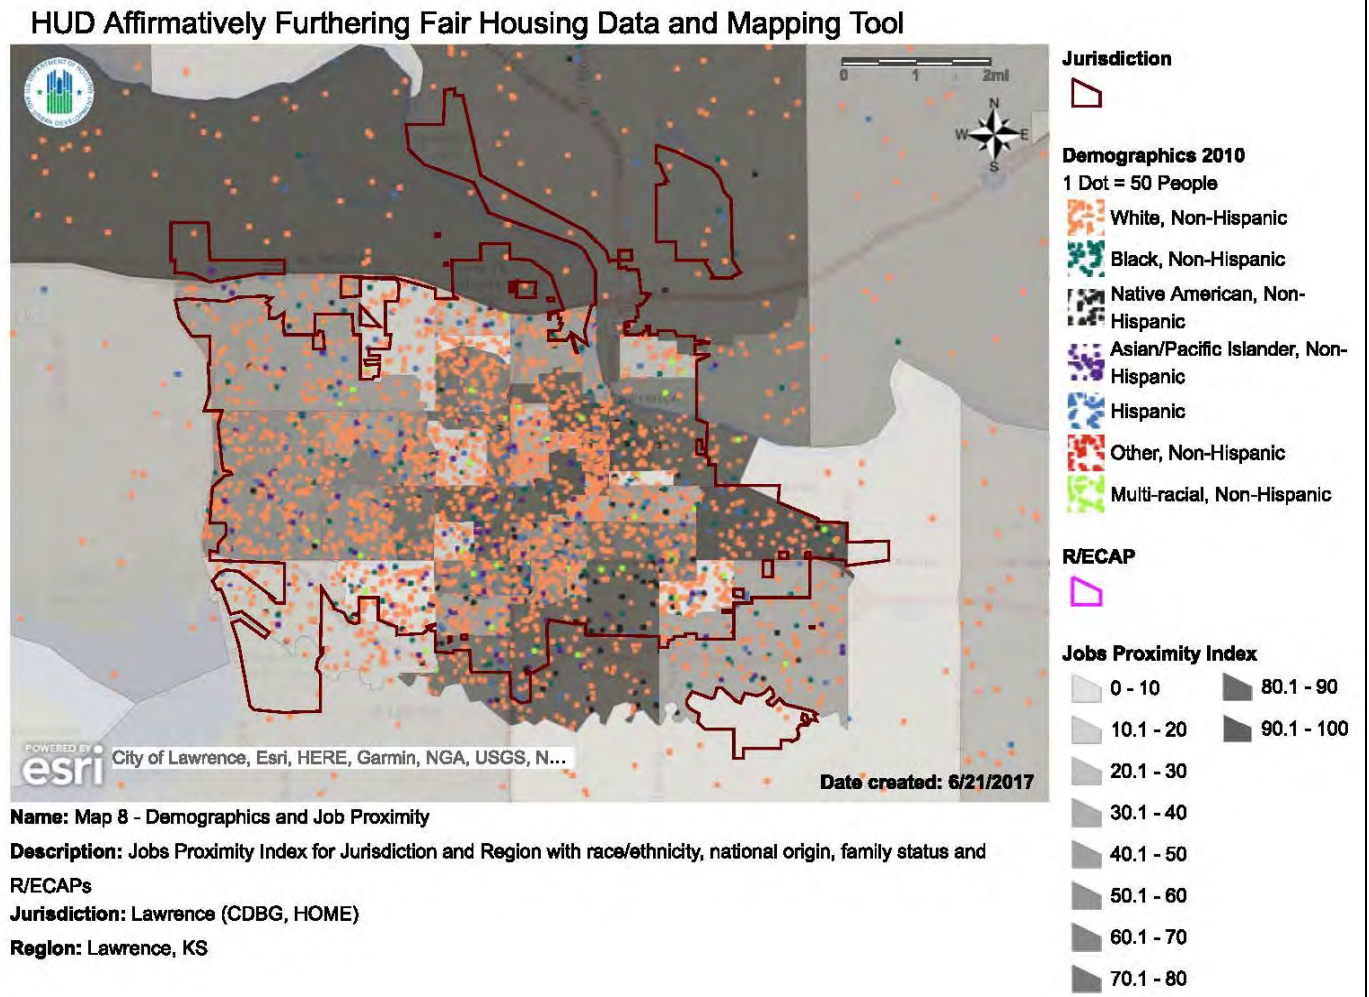 HUD Affirmatively Furthering Fair Housing Data and Mapping Tool
0 1 2mi
N
W E
S
POWERED BY
esri
City of Lawrence, Esri, HERE, Garmin, NGA, USGS, N...
Date created: 6/21/2017
Jurisdiction
Demographics 2010
1 Dot = 50 People
White, Non-Hispanic
Black, Non-Hispanic
Native American, Non-
Hispanic
Asian/Pacific Islander, Non-
Hispanic
Hispanic
Other, Non-Hispanic
Multi-racial, Non-Hispanic
R/ECAP
Jobs Proximity Index
0 - 10
10.1 - 20
20.1 - 30
30.1 - 40
40.1 - 50
50.1 - 60
60.1 - 70
70.1 - 80
80.1 - 90
90.1 - 100
Name: Map 8 - Demographics and Job Proximity
Description: Jobs Proximity Index for Jurisdiction and Region with race/ethnicity, national origin, family status and
R/ECAPs
Jurisdiction: Lawrence (CDBG, HOME)
Region: Lawrence, KS